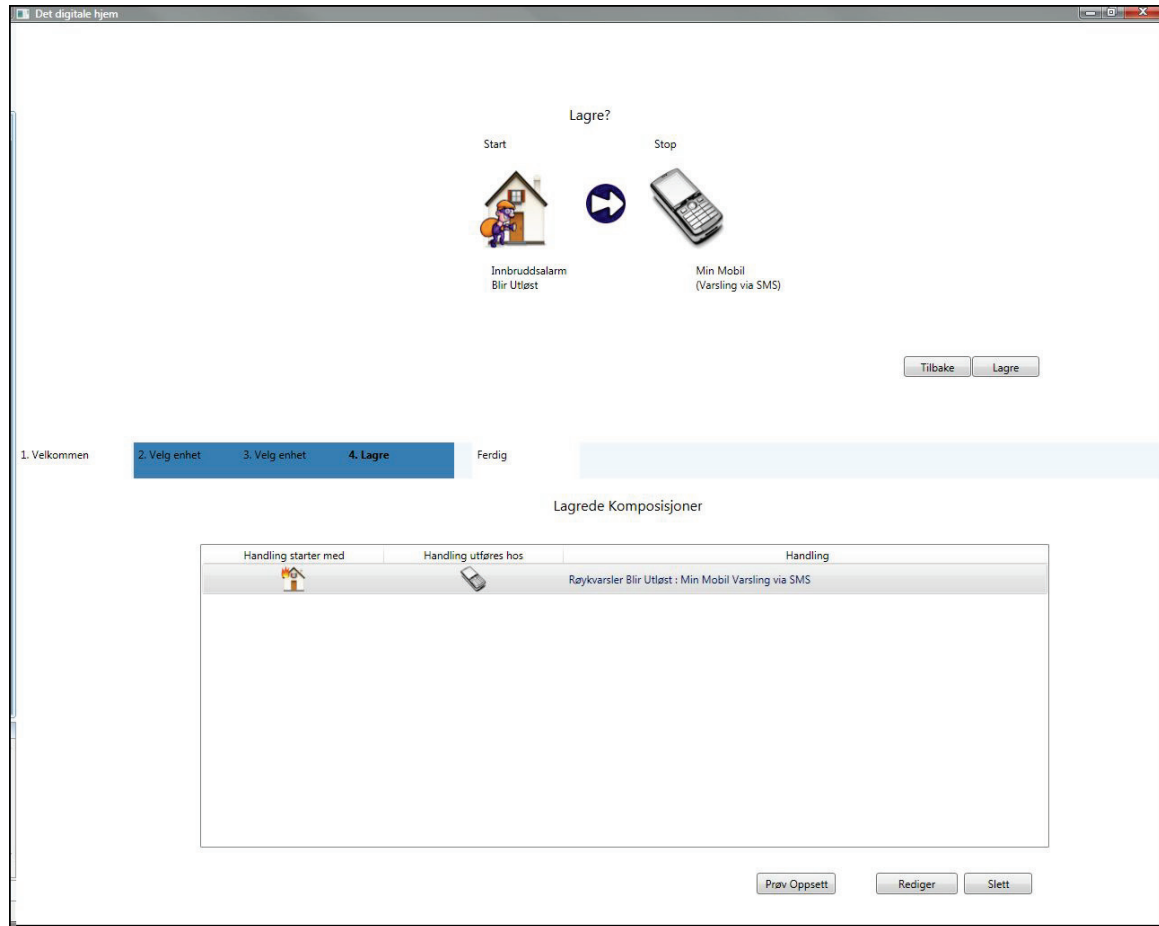 Det digitale hjem
Lagre?
Start
Stop
Innbruddsalarm
Blir Utløst
Min Mobil
(Varsling via SMS)
Tilbake
Lagre
1. Velkommen
2. Velg enhet
3. Velg enhet
4. Lagre
Ferdig
Lagrede Komposisjoner
Handling starter med
Handling utføres hos
Handling
Røykvarsler Blir Utløst : Min Mobil Varsling via SMS
Prøv Oppsett
Rediger
Slett